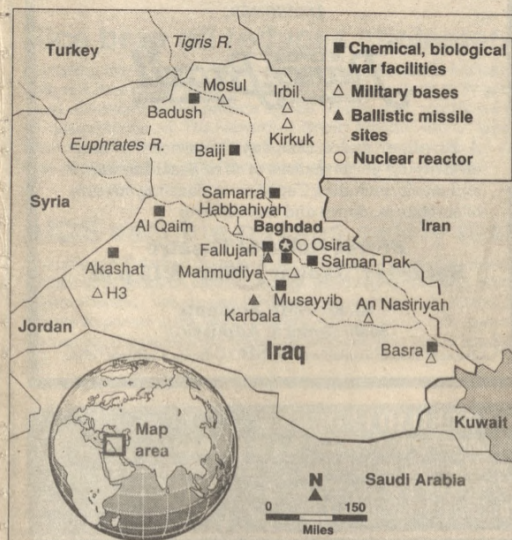 Turkey
Tigris R.
Chemical, biological
war facilities
Military bases
Ballistic missile
sites
Nuclear reactor
Mosul
Irbil
Badush
Kirkuk
Euphrates R.
Baiji
Syria
Samarra
Habbahiyah
Al Qaim
Baghdad
Iran
Fallujah
Osira
Akashat
Salman Pak
Mahmudiya
H3
Musayyib
An Nasiriyah
Karbala
Jordan
Iraq
Basra
Kuwait
Map
area
N
Saudi Arabia
0 150
Miles